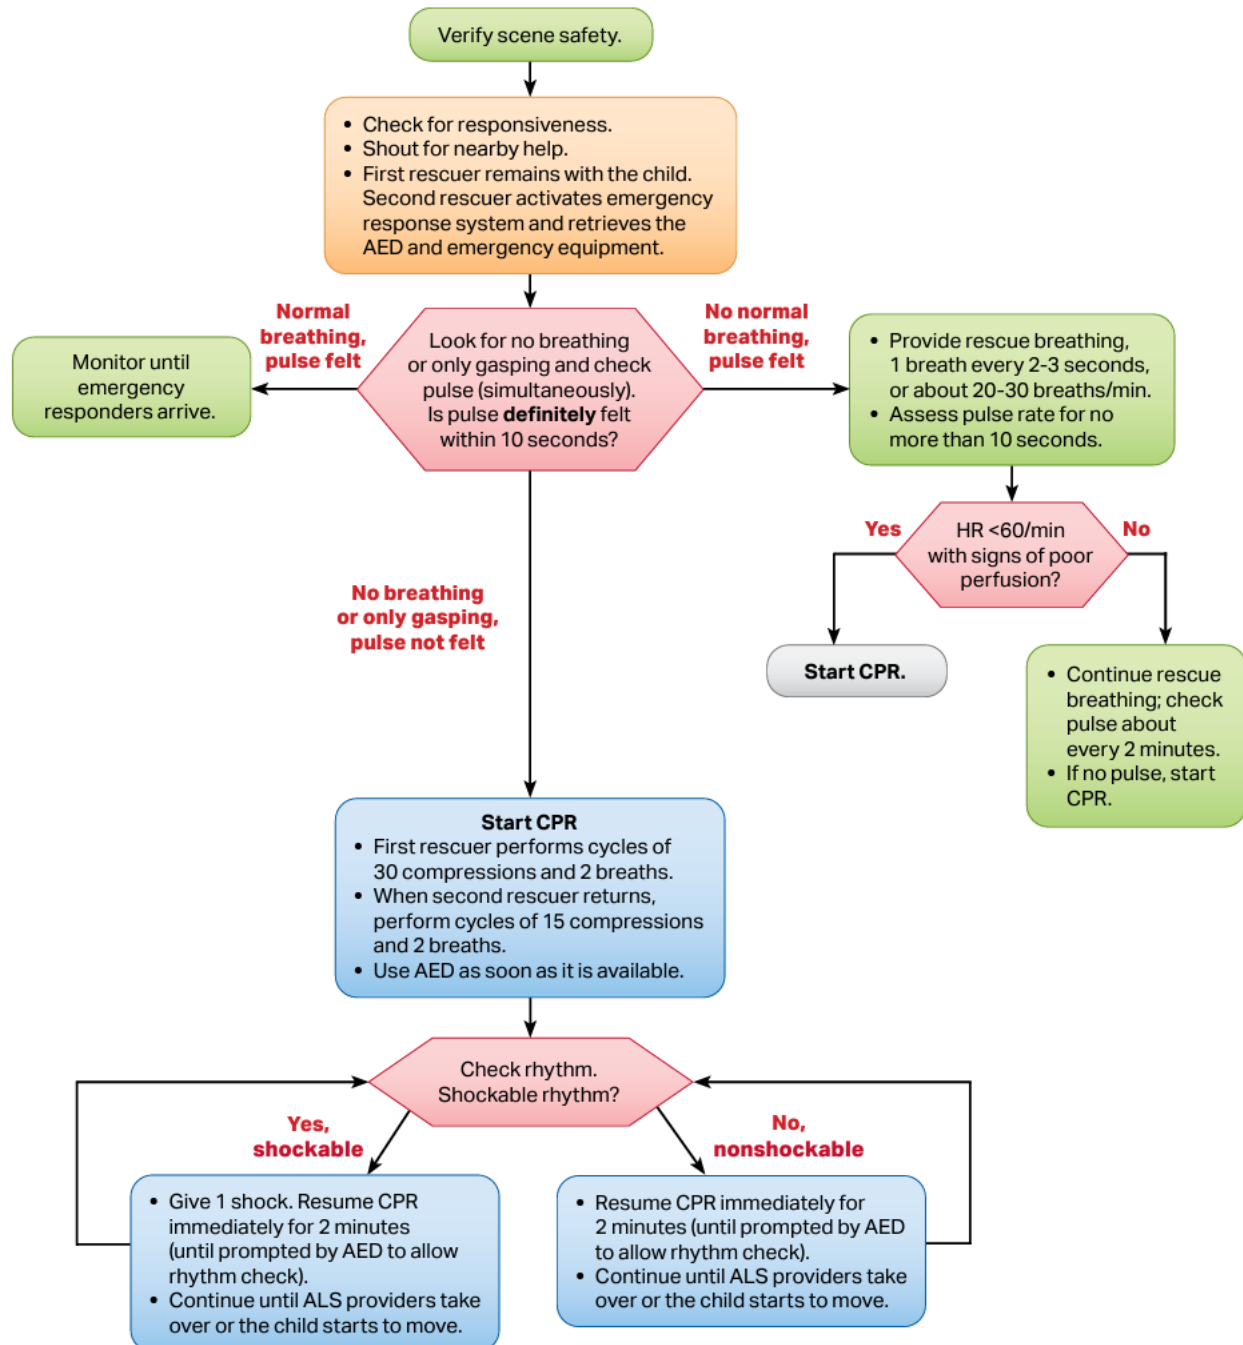 Verify scene safety.
• Check for responsiveness.
• Shout for nearby help.
• First rescuer remains with the child.
Second rescuer activates emergency
response system and retrieves the
AED and emergency equipment.
Normal
breathing,
pulse felt
Look for no breathing
or only gasping and check
pulse (simultaneously).
Is pulse definitely felt
within 10 seconds?
No normal
breathing,
pulse felt
Monitor until
emergency
responders arrive.
• Provide rescue breathing,
1 breath every 2-3 seconds,
or about 20-30 breaths/min.
• Assess pulse rate for no
more than 10 seconds.
Yes
HR <60/min
with signs of poor
perfusion?
No
No breathing
or only gasping,
pulse not felt
Start CPR.
• Continue rescue
breathing; check
pulse about
every 2 minutes.
• If no pulse, start
CPR.
Start CPR
• First rescuer performs cycles of
30 compressions and 2 breaths.
• When second rescuer returns,
perform cycles of 15 compressions
and 2 breaths.
• Use AED as soon as it is available.
Check rhythm.
Shockable rhythm?
Yes,
shockable
No,
nonshockable
• Give 1 shock. Resume CPR
immediately for 2 minutes
(until prompted by AED to allow
rhythm check).
• Continue until ALS providers take
over or the child starts to move.
• Resume CPR immediately for
2 minutes (until prompted by AED
to allow rhythm check).
• Continue until ALS providers take
over or the child starts to move.